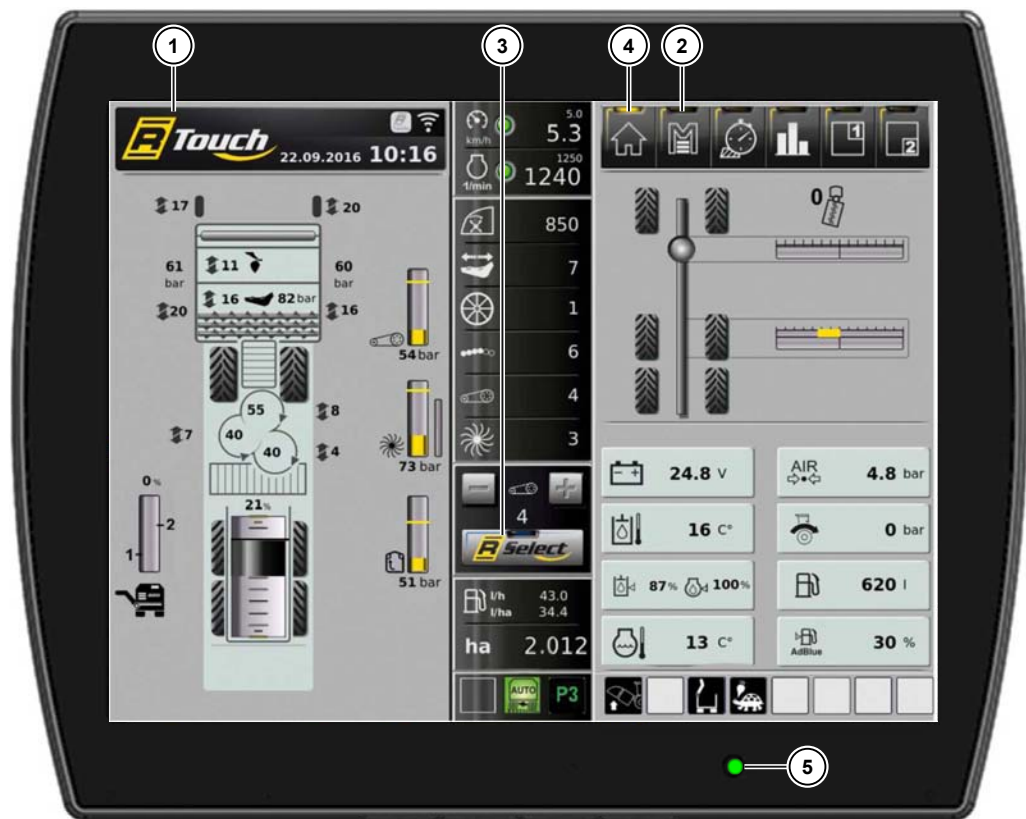 1
3
4
2
R Touch
22.09.2016 10:16
17
20
61
bar
11
60
bar
20
16
82 bar
16
54 bar
55
8
7
40
40
4
73 bar
0 %
21 %
2
1
51 bar
km/h
5.0
5.3
1/min
1250
1240
850
7
1
6
4
3
4
R Select
l/h 43.0
l/ha 34.4
ha 2.012
AUTO
P3
M
1
2
0
24.8 V
AIR
4.8 bar
16 C°
0 bar
87% 100%
620 l
13 C°
AdBlue
30 %
5